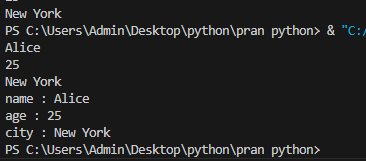 New York
PS C:\Users\Admin\Desktop\python\pran python> & "C:/
Alice
25
New York
name : Alice
age : 25
city : New York
PS C:\Users\Admin\Desktop\python\pran python>